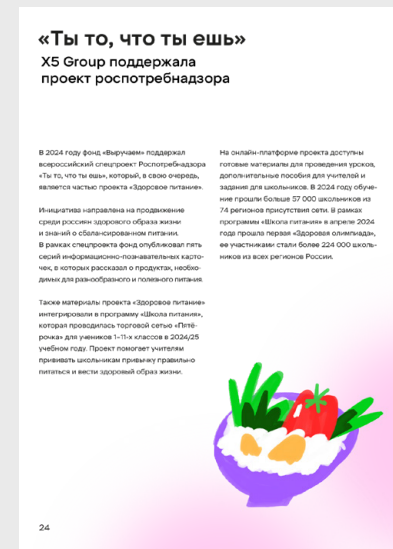 «Ты то, что ты ешь»
X5 Group поддержала
проект роспотребнадзора
В 2024 году фонд «Выручаем» поддержал
всероссийский спецпроект Роспотребнадзора
«Ты то, что ты ешь», который, в свою очередь,
является частью проекта «Здоровое питание».
Инициатива направлена на продвижение
среди россиян здорового образа жизни
и знаний о сбалансированном питании.
В рамках спецпроекта фонд опубликовал пять
серий информационно-познавательных карто-
чек, в которых рассказал о продуктах, необхо-
димых для разнообразного и полезного питания.
Также материалы проекта «Здоровое питание»
интегрировали в программу «Школа питания»,
которая проводилась торговой сетью «Пятё-
рочка» для учеников 1–11-х классов в 2024/25
учебном году. Проект помогает учителям
прививать школьникам привычку правильно
питаться и вести здоровый образ жизни.
На онлайн-платформе проекта доступны
готовые материалы для проведения уроков,
дополнительные пособия для учителей и
задания для школьников. В 2024 году обуче-
ние прошли больше 57 000 школьников из
74 регионов присутствия сети. В рамках
программы «Школа питания» в апреле 2024
года прошла первая «Здоровая олимпиада»,
ее участниками стали более 224 000 школь-
ников из всех регионов России.
24